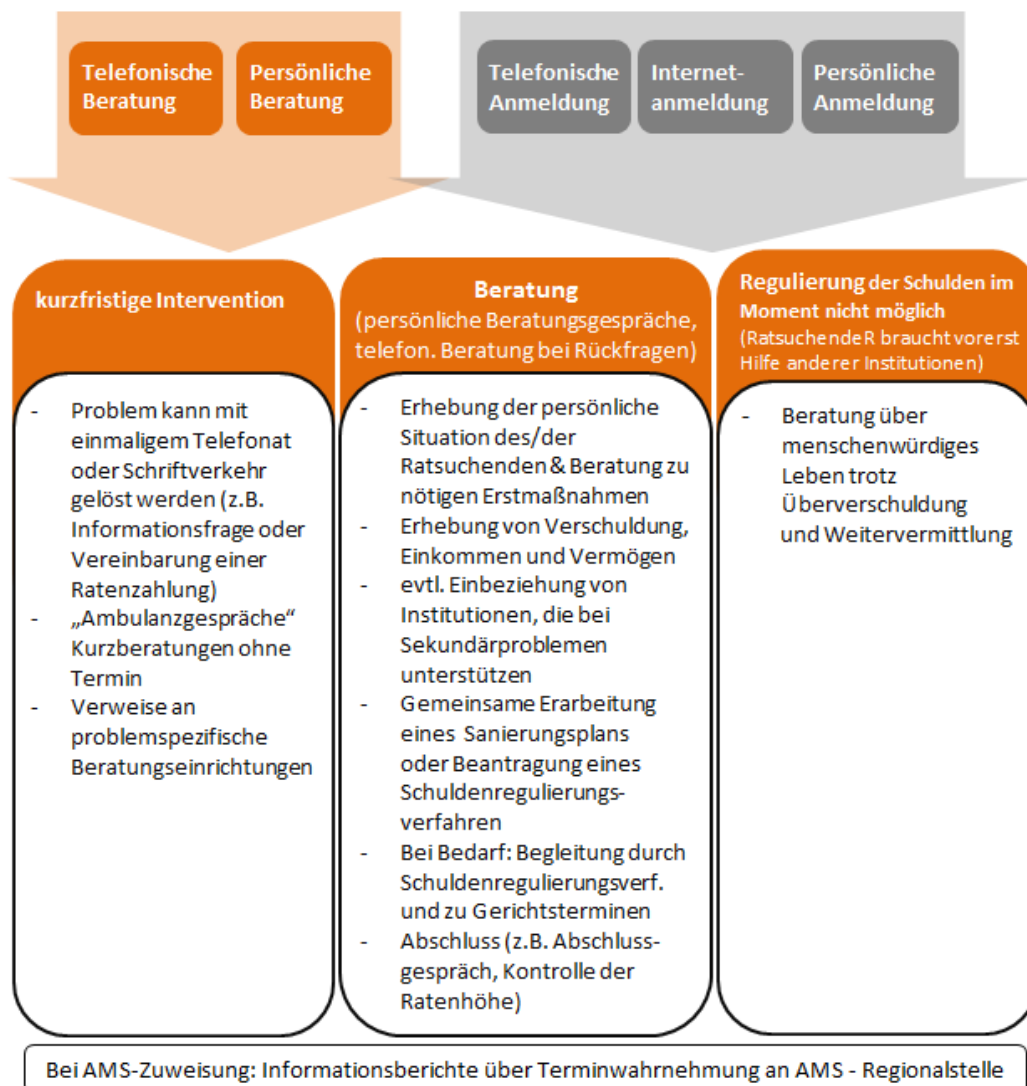 Telefonische
Beratung
Persönliche
Beratung
Telefonische
Anmeldung
Internet-
anmeldung
Persönliche
Anmeldung
kurzfristige Intervention
- Problem kann mit
einmaligem Telefonat
oder Schriftverkehr
gelöst werden (z.B.
Informationsfrage oder
Vereinbarung einer
Ratenzahlung)
- „Ambulanzgespräche“
Kurzberatungen ohne
Termin
- Verweise an
problemspezifische
Beratungseinrichtungen
Beratung
(persönliche Beratungsgespräche,
telefon. Beratung bei Rückfragen)
- Erhebung der persönliche
Situation des/der
Ratsuchenden & Beratung zu
nötigen Erstmaßnahmen
- Erhebung von Verschuldung,
Einkommen und Vermögen
- evtl. Einbeziehung von
Institutionen, die bei
Sekundärproblemen
unterstützen
- Gemeinsame Erarbeitung
eines Sanierungsplans
oder Beantragung eines
Schuldenregulierungs-
verfahren
- Bei Bedarf: Begleitung durch
Schuldenregulierungsverf.
und zu Gerichtsterminen
- Abschluss (z.B. Abschluss-
gespräch, Kontrolle der
Ratenhöhe)
Regulierung der Schulden im
Moment nicht möglich
(RatsuchendeR braucht vorerst
Hilfe anderer Institutionen)
- Beratung über
menschenwürdiges
Leben trotz
Überverschuldung
und Weitervermittlung
Bei AMS-Zuweisung: Informationsberichte über Terminwahrnehmung an AMS - Regionalstelle